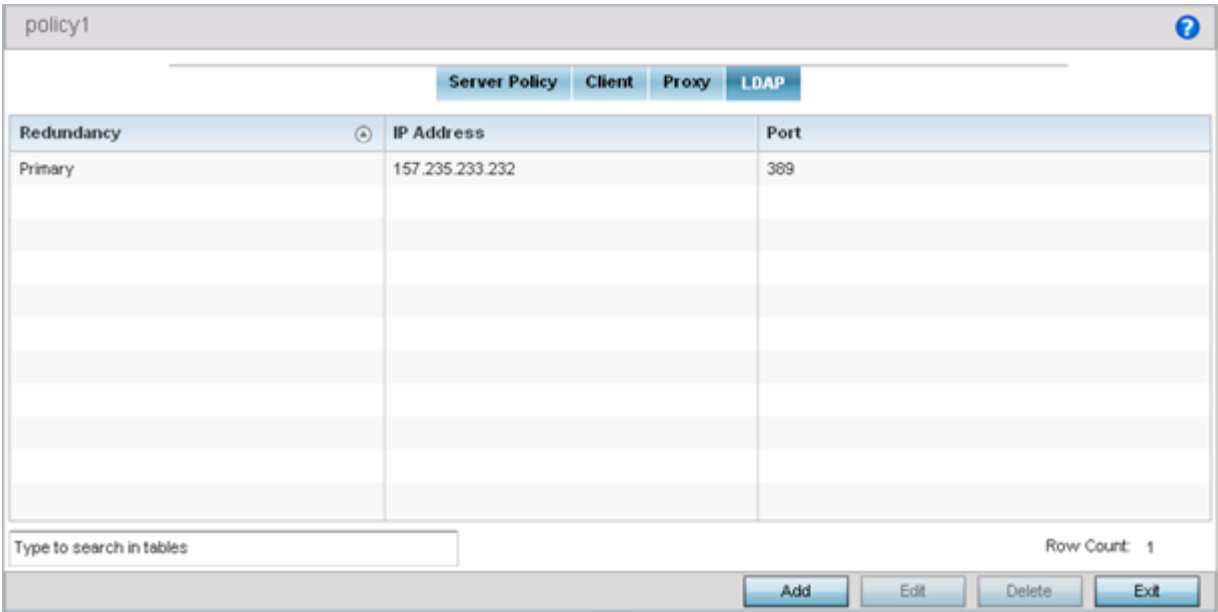 policy1
Server Policy Client Proxy LDAP
Redundancy IP Address Port
Primary 157.235.233.232 389
Type to search in tables Row Count: 1
Add Edit Delete Exit